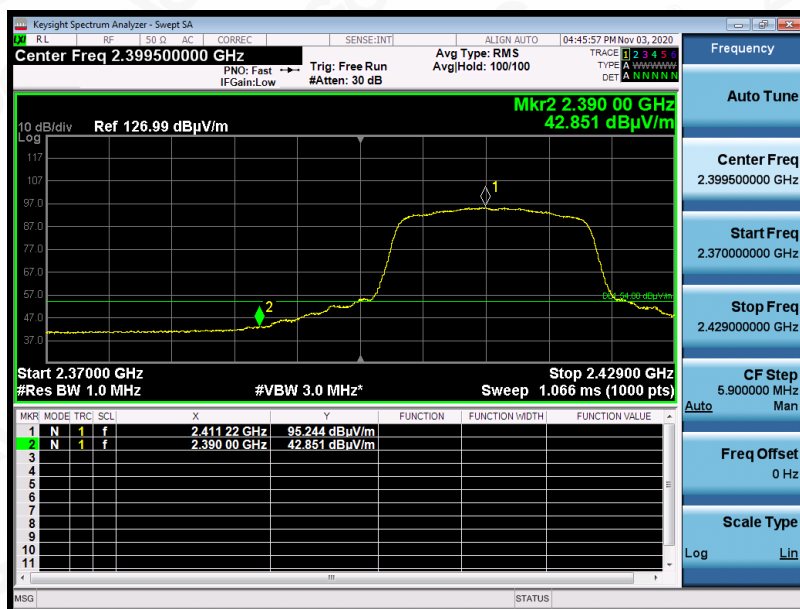 Keysight Spectrum Analyzer - Swept SA
LXI RL RF 50 Ω AC CORREC SENSE:INT ALIGN AUTO 04:45:57 PM Nov 03, 2020
Center Freq 2.399500000 GHz
PNO: Fast
IFGain:Low
Trig: Free Run
#Atten: 30 dB
Avg Type: RMS
Avg|Hold: 100/100
TRACE 1 2 3 4 5 6
TYPE A WWWWW
DET A N N N N N
Frequency
Mkr2 2.390 00 GHz
42.851 dBµV/m
10 dB/div Ref 126.99 dBµV/m
Log
117
107
97.0
87.0
77.0
67.0
57.0
47.0
37.0
1
2
DL1 54.00 dBµV/m
Start 2.37000 GHz Stop 2.42900 GHz
#Res BW 1.0 MHz #VBW 3.0 MHz* Sweep 1.066 ms (1000 pts)
MKR MODE TRC SCL X Y FUNCTION FUNCTION WIDTH FUNCTION VALUE
1 N 1 f 2.411 22 GHz 95.244 dBµV/m
2 N 1 f 2.390 00 GHz 42.851 dBµV/m
3
4
5
6
7
8
9
10
11
MSG STATUS
Auto Tune
Center Freq
2.399500000 GHz
Start Freq
2.370000000 GHz
Stop Freq
2.429000000 GHz
CF Step
5.900000 MHz
Auto Man
Freq Offset
0 Hz
Scale Type
Log Lin